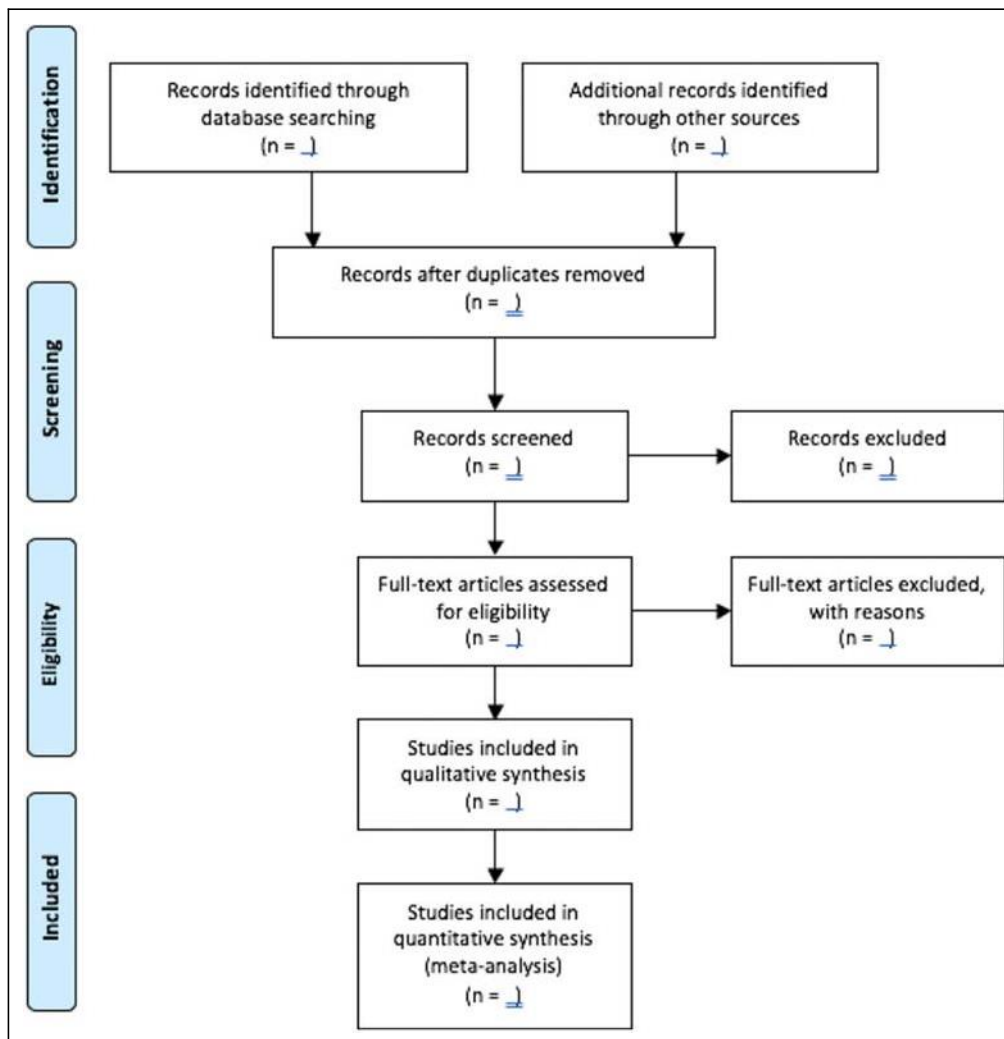 Identification
Records identified through
database searching
(n = _)
Additional records identified
through other sources
(n = _)
Records after duplicates removed
(n = _)
Screening
Records screened
(n = _)
Records excluded
(n = _)
Eligibility
Full-text articles assessed
for eligibility
(n = _)
Full-text articles excluded,
with reasons
(n = _)
Studies included in
qualitative synthesis
(n = _)
Included
Studies included in
quantitative synthesis
(meta-analysis)
(n = _)